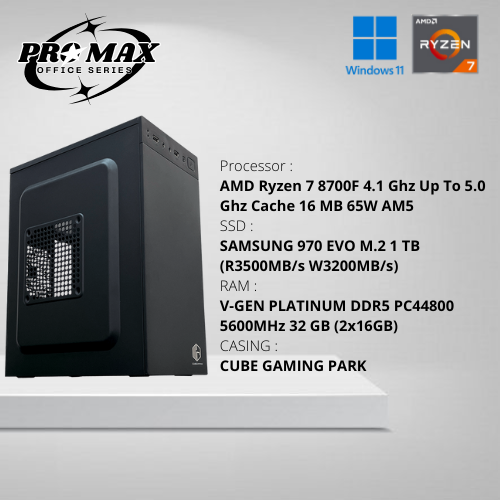 PRO MAX
OFFICE SERIES
Windows 11
AMD
RYZEN
7
Processor :
AMD Ryzen 7 8700F 4.1 Ghz Up To 5.0
Ghz Cache 16 MB 65W AM5
SSD :
SAMSUNG 970 EVO M.2 1 TB
(R3500MB/s W3200MB/s)
RAM :
V-GEN PLATINUM DDR5 PC44800
5600MHz 32 GB (2x16GB)
CASING :
CUBE GAMING PARK